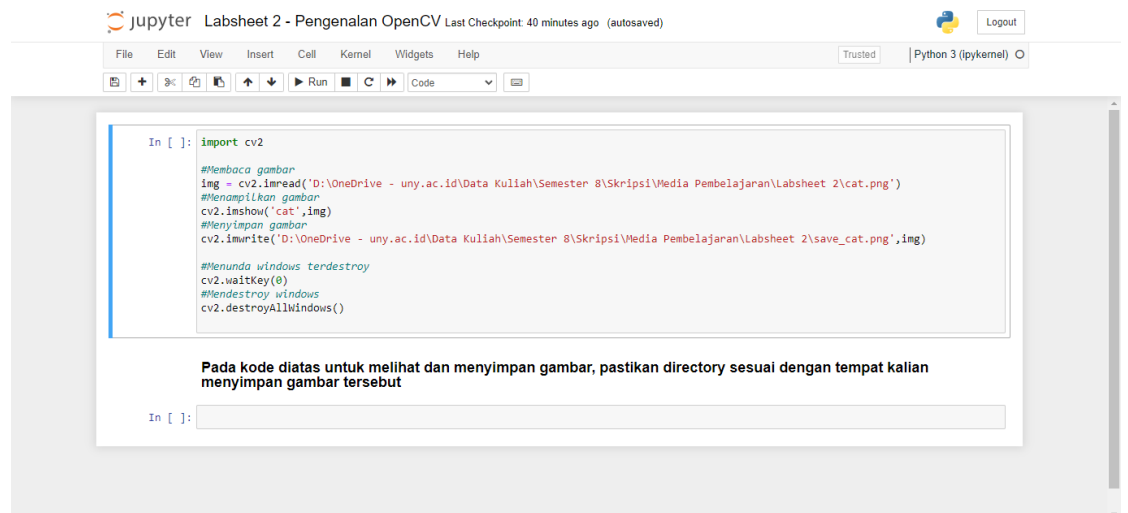 jupyter Labsheet 2 - Pengenalan OpenCV Last Checkpoint: 40 minutes ago (autosaved) Logout
File Edit View Insert Cell Kernel Widgets Help Trusted Python 3 (ipykernel)
Run Code
In [ ]: import cv2
#Membaca gambar
img = cv2.imread('D:\OneDrive - uny.ac.id\Data Kuliah\Semester 8\Skripsi\Media Pembelajaran\Labsheet 2\cat.png')
#Menampilkan gambar
cv2.imshow('cat',img)
#Menyimpan gambar
cv2.imwrite('D:\OneDrive - uny.ac.id\Data Kuliah\Semester 8\Skripsi\Media Pembelajaran\Labsheet 2\save_cat.png',img)
#Menunda windows terdestroy
cv2.waitKey(0)
#Mendestroy windows
cv2.destroyAllWindows()
Pada kode diatas untuk melihat dan menyimpan gambar, pastikan directory sesuai dengan tempat kalian
menyimpan gambar tersebut
In [ ]: